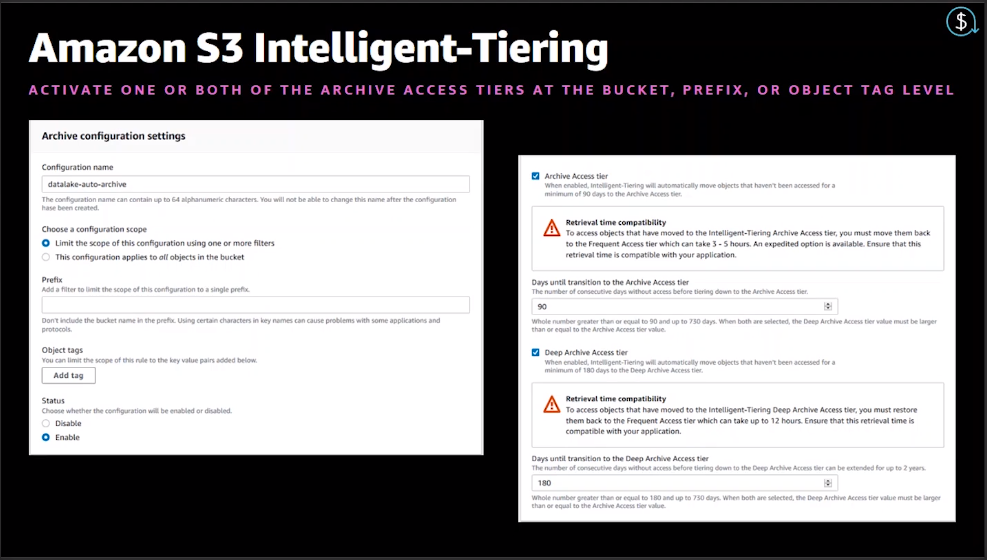 $
Amazon S3 Intelligent-Tiering
ACTIVATE ONE OR BOTH OF THE ARCHIVE ACCESS TIERS AT THE BUCKET, PREFIX, OR OBJECT TAG LEVEL
Archive configuration settings
Configuration name
datalake-auto-archive
The configuration name can contain up to 64 alphanumeric characters. You will not be able to change this name after the configuration
hase been created.
Choose a configuration scope
Limit the scope of this configuration using one or more filters
This configuration applies to all objects in the bucket
Prefix
Add a filter to limit the scope of this configuration to a single prefix.
Don't include the bucket name in the prefix. Using certain characters in key names can cause problems with some applications and
protocols.
Object tags
You can limit the scope of this rule to the key value pairs added below.
Add tag
Status
Choose whether the configuration will be enabled or disabled.
Disable
Enable
Archive Access tier
When enabled, Intelligent-Tiering will automatically move objects that haven't been accessed for a
minimum of 90 days to the Archive Access tier.
Retrieval time compatibility
To access objects that have moved to the Intelligent-Tiering Archive Access tier, you must move them back
to the Frequent Access tier which can take 3 - 5 hours. An expedited option is available. Ensure that this
retrieval time is compatible with your application.
Days until transition to the Archive Access tier
The number of consecutive days without access before tiering down to the Archive Access tier.
90
Whole number greater than or equal to 90 and up to 730 days. When both are selected, the Deep Archive Access tier value must be larger
than or equal to the Archive Access tier value.
Deep Archive Access tier
When enabled, Intelligent-Tiering will automatically move objects that haven't been accessed for a
minimum of 180 days to the Deep Archive Access tier.
Retrieval time compatibility
To access objects that have moved to the Intelligent-Tiering Deep Archive Access tier, you must restore
them back to the Frequent Access tier which can take up to 12 hours. Ensure that this retrieval time is
compatible with your application.
Days until transition to the Deep Archive Access tier
The number of consecutive days without access before tiering down to the Deep Archive Access tier can be extended for up to 2 years.
180
Whole number greater than or equal to 180 and up to 730 days. When both are selected, the Deep Archive Access tier value must be larger
than or equal to the Archive Access tier value.